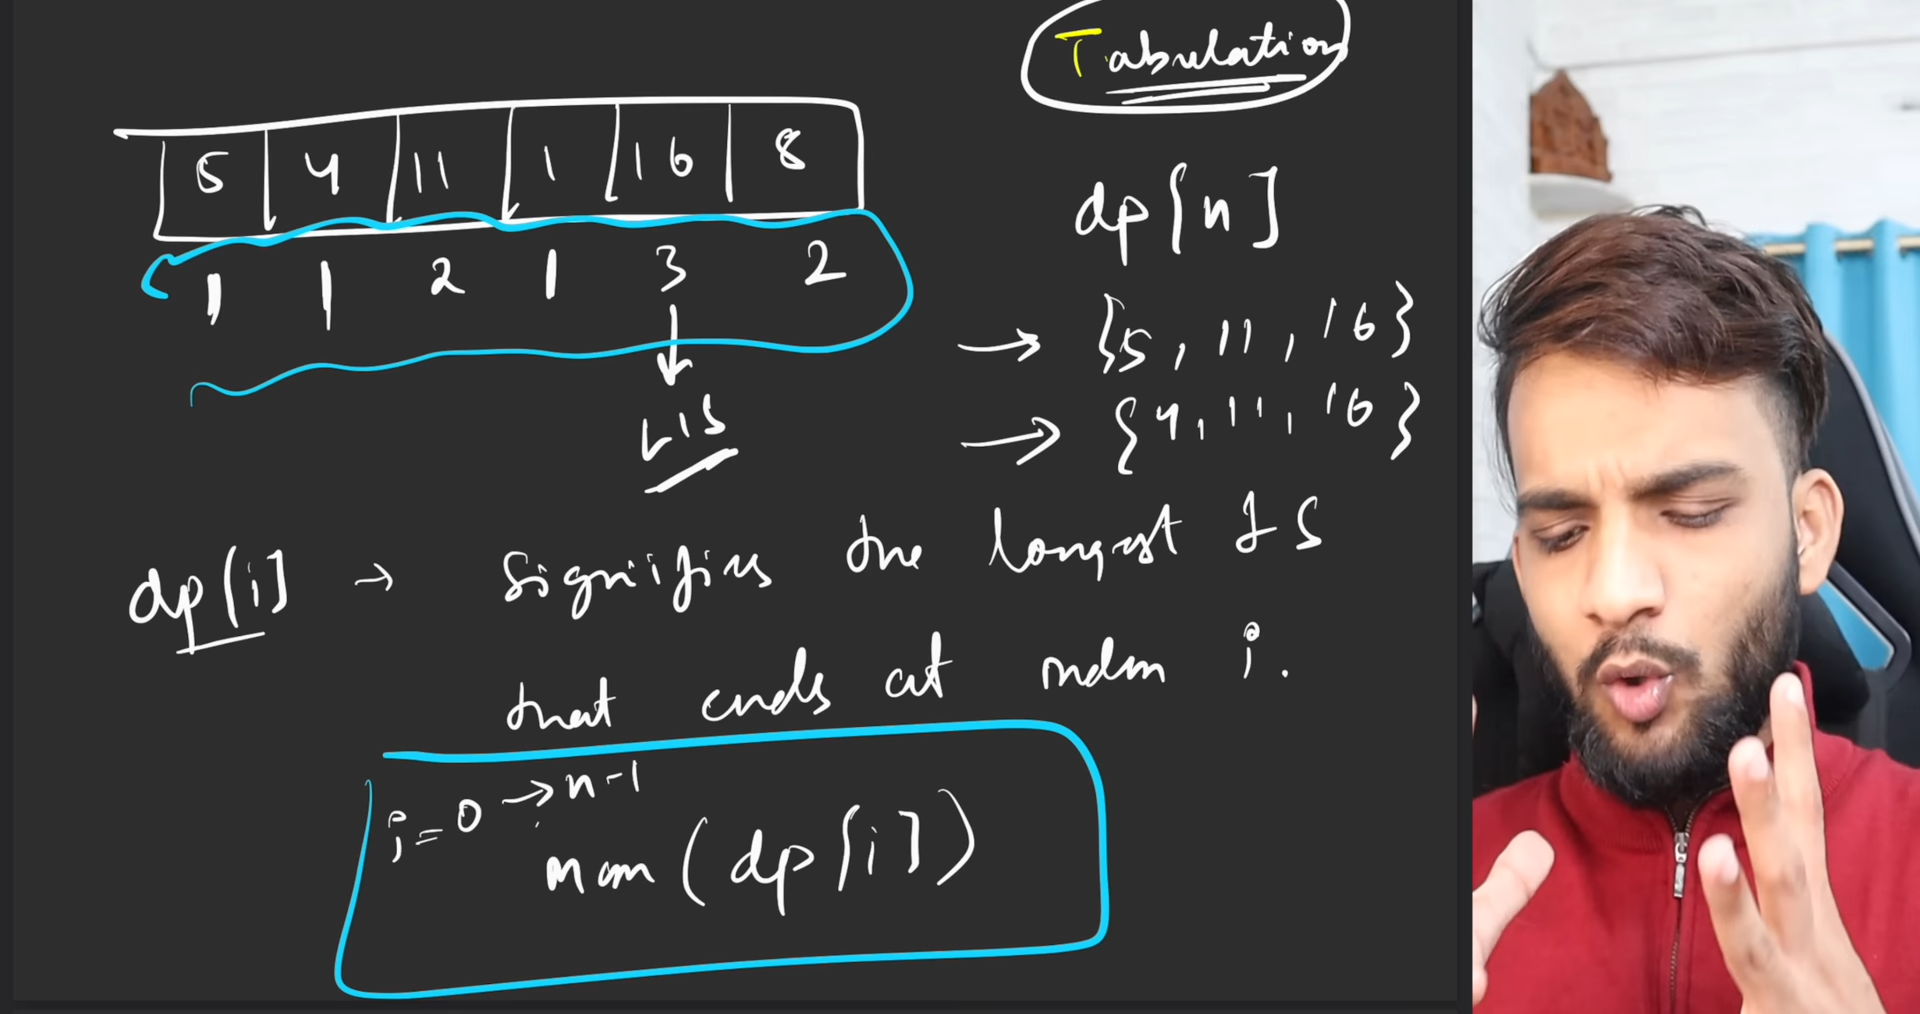 Tabulation
5 4 11 1 16 8
dp[n]
1 1 2 1 3 2
→ {5, 11, 16}
LIS
→ {4, 11, 16}
dp[i] → Signifies the longest IS
that ends at index i.
i=0 → n-1
max (dp[i])